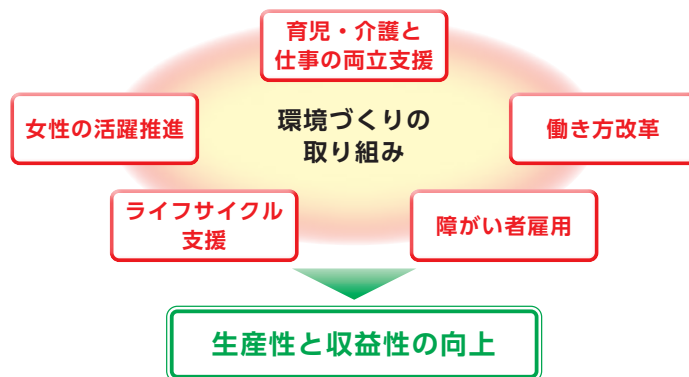 育児・介護と
仕事の両立支援
女性の活躍推進
環境づくりの
取り組み
働き方改革
ライフサイクル
支援
障がい者雇用
生産性と収益性の向上